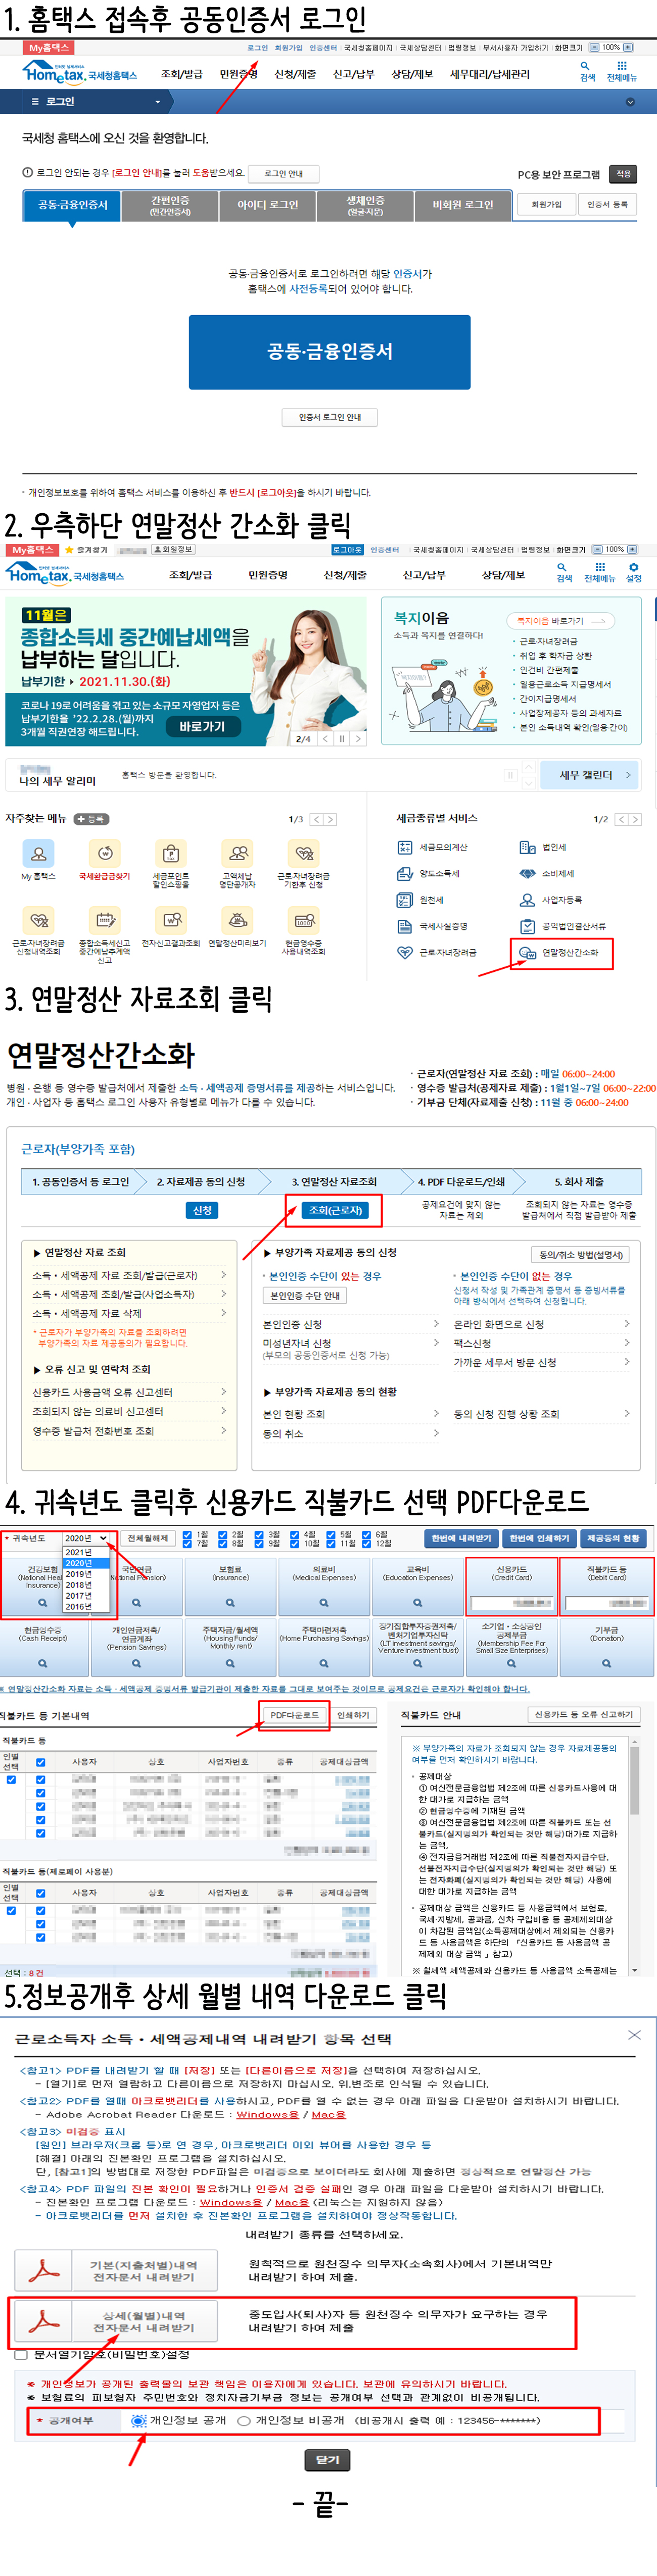 1. 홈택스 접속후 공동인증서 로그인
My홈택스
로그인 회원가입 인증센터 국세청홈페이지 국세상담센터 법령정보 부서사용자 가입하기 화면크기 100%
Hometax. 국세청홈택스
조회/발급 민원증명 신청/제출 신고/납부 상담/제보 세무대리/납세관리
검색 전체메뉴
로그인
국세청 홈택스에 오신 것을 환영합니다.
로그인 안되는 경우 [로그인 안내]를 눌러 도움받으세요. 로그인 안내 PC용 보안 프로그램 적용
공동·금융인증서 간편인증 (민간인증서) 아이디 로그인 생체인증 (얼굴·지문) 비회원 로그인 회원가입 인증서 등록
공동·금융인증서로 로그인하려면 해당 인증서가
홈택스에 사전등록되어 있어야 합니다.
공동·금융인증서
인증서 로그인 안내
· 개인정보보호를 위하여 홈택스 서비스를 이용하신 후 반드시 [로그아웃]을 하시기 바랍니다.
2. 우측하단 연말정산 간소화 클릭
My홈택스 즐겨찾기 회원정보 로그아웃 인증센터 국세청홈페이지 국세상담센터 법령정보 화면크기 100%
Hometax. 국세청홈택스
조회/발급 민원증명 신청/제출 신고/납부 상담/제보
검색 전체메뉴 설정
11월은
종합소득세 중간예납세액을
납부하는 달입니다.
납부기한 ▶ 2021.11.30.(화)
코로나 19로 어려움을 겪고 있는 소규모 자영업자 등은
납부기한을 '22.2.28.(월)까지
3개월 직권연장 해드립니다.
바로가기
2/4
복지이음 복지이음 바로가기
소득과 복지를 연결하다!
· 근로·자녀장려금
· 취업 후 학자금 상환
· 인건비 간편제출
· 일용근로소득 지급명세서
· 간이지급명세서
· 사업장제공자 등의 과세자료
· 본인 소득내역 확인(일용·간이)
나의 세무 알리미 홈택스 방문을 환영합니다. 세무 캘린더
자주찾는 메뉴 등록 1/3
My 홈택스 국세환급금찾기 세금포인트 할인쇼핑몰 고액체납 명단공개자 근로·자녀장려금 기한후 신청
근로·자녀장려금 신청내역조회 종합소득세신고 중간예납추계액 신고 전자신고결과조회 연말정산미리보기 현금영수증 사용내역조회
세금종류별 서비스 1/2
세금모의계산 법인세
양도소득세 소비제세
원천세 사업자등록
국세사실증명 공익법인결산서류
근로·자녀장려금 연말정산간소화
3. 연말정산 자료조회 클릭
연말정산간소화
병원 · 은행 등 영수증 발급처에서 제출한 소득 · 세액공제 증명서류를 제공하는 서비스입니다.
개인 · 사업자 등 홈택스 로그인 사용자 유형별로 메뉴가 다를 수 있습니다.
· 근로자(연말정산 자료 조회) : 매일 06:00~24:00
· 영수증 발급처(공제자료 제출) : 1월1일~7일 06:00~22:00
· 기부금 단체(자료제출 신청) : 11월 중 06:00~24:00
근로자(부양가족 포함)
1. 공동인증서 등 로그인 2. 자료제공 동의 신청 3. 연말정산 자료조회 4. PDF 다운로드/인쇄 5. 회사 제출
신청 조회(근로자) 공제요건에 맞지 않는 자료는 제외 조회되지 않는 자료는 영수증 발급처에서 직접 발급받아 제출
▶ 연말정산 자료 조회
소득 · 세액공제 자료 조회/발급(근로자)
소득 · 세액공제 조회/발급(사업소득자)
소득 · 세액공제 자료 삭제
* 근로자가 부양가족의 자료를 조회하려면
부양가족의 자료 제공동의가 필요합니다.
▶ 오류 신고 및 연락처 조회
신용카드 사용금액 오류 신고센터
조회되지 않는 의료비 신고센터
영수증 발급처 전화번호 조회
▶ 부양가족 자료제공 동의 신청 동의/취소 방법(설명서)
· 본인인증 수단이 있는 경우
본인인증 수단 안내
본인인증 신청
미성년자녀 신청
(부모의 공동인증서로 신청 가능)
· 본인인증 수단이 없는 경우
신청서 작성 및 가족관계 증명서 등 증빙서류를
아래 방식에서 선택하여 신청합니다.
온라인 화면으로 신청
팩스신청
가까운 세무서 방문 신청
▶ 부양가족 자료제공 동의 현황
본인 현황 조회 동의 신청 진행 상황 조회
동의 취소
4. 귀속년도 클릭후 신용카드 직불카드 선택 PDF다운로드
* 귀속년도 2020년 전체월해제 1월 2월 3월 4월 5월 6월
7월 8월 9월 10월 11월 12월
한번에 내려받기 한번에 인쇄하기 제공동의 현황
2021년
2020년
2019년
2018년
2017년
2016년
건강보험 국민연금 보험료 (Insurance) 의료비 (Medical Expenses) 교육비 (Education Expenses) 신용카드 (Credit Card) 직불카드 등 (Debit Card)
현금영수증 (Cash Receipt) 개인연금저축/연금계좌 (Pension Savings) 주택자금/월세액 (Housing Funds/Monthly rent) 주택마련저축 (Home Purchasing Savings) 장기집합투자증권저축/벤처기업투자신탁 (LT investment savings/Venture investment trust) 소기업 · 소상공인 공제부금 (Membership Fee For Small Size Enterprises) 기부금 (Donation)
※ 연말정산간소화 자료는 소득 · 세액공제 증명서류 발급기관이 제출한 자료를 그대로 보여주는 것이므로 공제요건은 근로자가 확인해야 합니다.
직불카드 등 기본내역 PDF다운로드 인쇄하기
직불카드 등
인별 선택 사용자 상호 사업자번호 종류 공제대상금액
직불카드 등(제로페이 사용분)
인별 선택 사용자 상호 사업자번호 종류 공제대상금액
선택 : 8 건
직불카드 안내 신용카드 등 오류 신고하기
※ 부양가족의 자료가 조회되지 않는 경우 자료제공동의
여부를 먼저 확인하시기 바랍니다.
· 공제대상
① 여신전문금융업법 제2조에 따른 신용카드사용에 대
한 대가로 지급하는 금액
② 현금영수증에 기재된 금액
③ 여신전문금융업법 제2조에 따른 직불카드 또는 선
불카드(실지명의가 확인되는 것만 해당)대가로 지급하
는 금액,
④ 전자금융거래법 제2조에 따른 직불전자지급수단,
선불전자지급수단(실지명의가 확인되는 것만 해당) 또
는 전자화폐(실지명의가 확인되는 것만 해당) 사용에
대한 대가로 지급하는 금액
· 공제대상 금액은 신용카드 등 사용금액에서 보험료,
국세·지방세, 공과금, 신차 구입비용 등 공제제외대상
이 차감된 금액임(소득공제대상에서 제외되는 신용카
드 등 사용금액은 하단의 「신용카드 등 사용금액 공
제제외 대상 금액」참고)
※ 월세액 세액공제와 신용카드 등 사용금액 소득공제는
5.정보공개후 상세 월별 내역 다운로드 클릭
근로소득자 소득 · 세액공제내역 내려받기 항목 선택
<참고1> PDF를 내려받기 할 때 [저장] 또는 [다른이름으로 저장]을 선택하여 저장하십시오.
- [열기]로 먼저 열람하고 다른이름으로 저장하지 마십시오. 위.변조로 인식될 수 있습니다.
<참고2> PDF를 열때 아크로뱃리더를 사용하시고, PDF를 열 수 없는 경우 아래 파일을 다운받아 설치하시기 바랍니다.
- Adobe Acrobat Reader 다운로드 : Windows용 / Mac용
<참고3> 미검증 표시
[원인] 브라우저(크롬 등)로 연 경우, 아크로뱃리더 이외 뷰어를 사용한 경우 등
[해결] 아래의 진본확인 프로그램을 설치하십시오.
단, [참고1]의 방법대로 저장한 PDF파일은 미검증으로 보이더라도 회사에 제출하면 정상적으로 연말정산 가능
<참고4> PDF 파일의 진본 확인이 필요하거나 인증서 검증 실패인 경우 아래 파일을 다운받아 설치하시기 바랍니다.
- 진본확인 프로그램 다운로드 : Windows용 / Mac용 (리눅스는 지원하지 않음)
- 아크로뱃리더를 먼저 설치한 후 진본확인 프로그램을 설치하여야 정상작동합니다.
내려받기 종류를 선택하세요.
기본(지출처별)내역
전자문서 내려받기
원칙적으로 원천징수 의무자(소속회사)에서 기본내역만
내려받기 하여 제출.
상세(월별)내역
전자문서 내려받기
중도입사(퇴사)자 등 원천징수 의무자가 요구하는 경우
내려받기 하여 제출
문서열기암호(비밀번호)설정
* 개인정보가 공개된 출력물의 보관 책임은 이용자에게 있습니다. 보관에 유의하시기 바랍니다.
* 보험료의 피보험자 주민번호와 정치자금기부금 정보는 공개여부 선택과 관계없이 비공개됩니다.
* 공개여부 개인정보 공개 개인정보 비공개 (비공개시 출력 예 : 123456-*******)
닫기
- 끝-